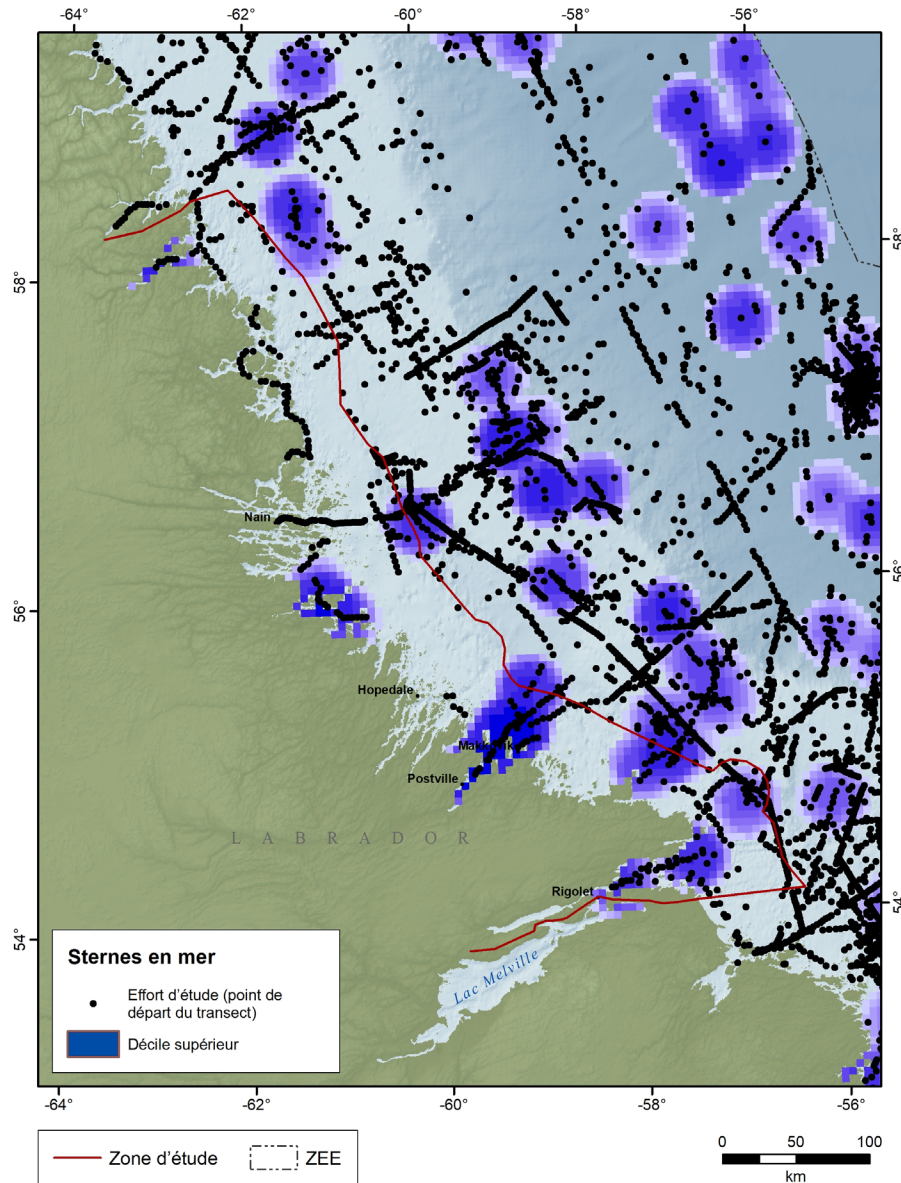 -64° -62° -60° -58° -56°
58° 58°
Nain
56° 56°
Hopedale
Makkovik
Postville
LABRADOR
Rigolet
54° 54°
Lac Melville
Sternes en mer
Effort d'étude (point de
départ du transect)
Décile supérieur
-64° -62° -60° -58° -56°
Zone d'étude ZEE
0 50 100
km